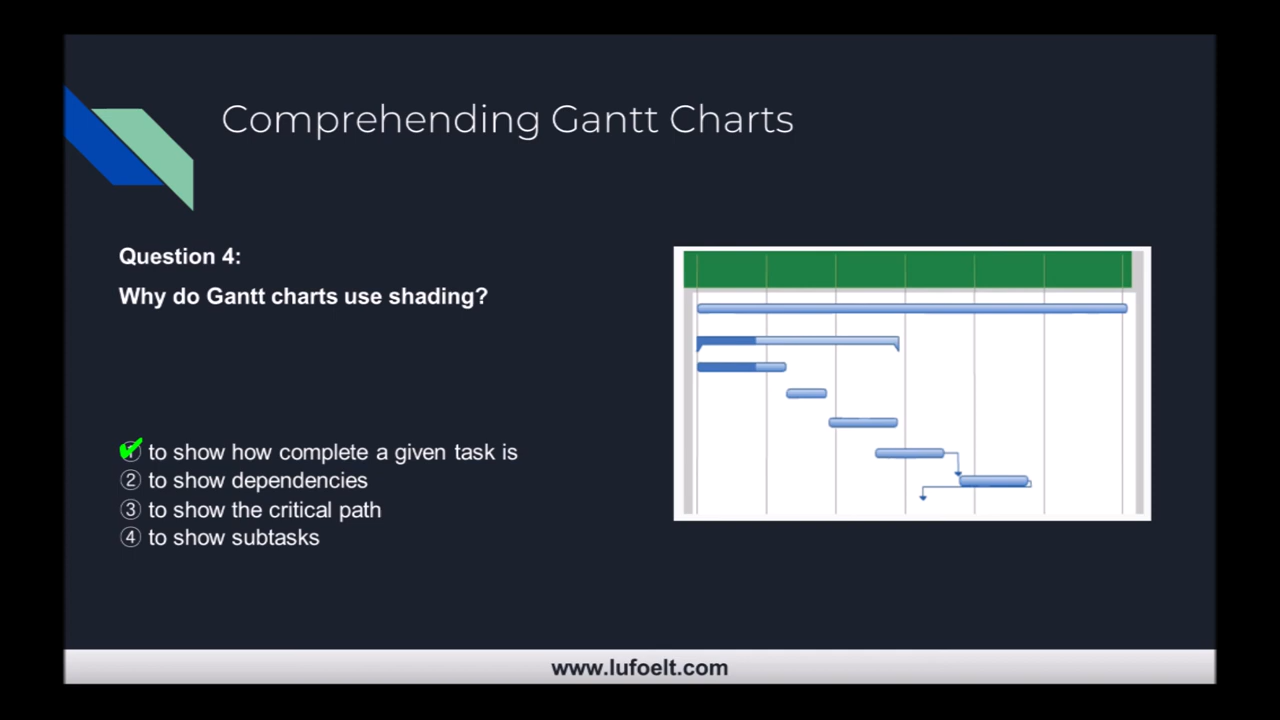 Comprehending Gantt Charts
Question 4:
Why do Gantt charts use shading?
① to show how complete a given task is
② to show dependencies
③ to show the critical path
④ to show subtasks
www.lufoelt.com